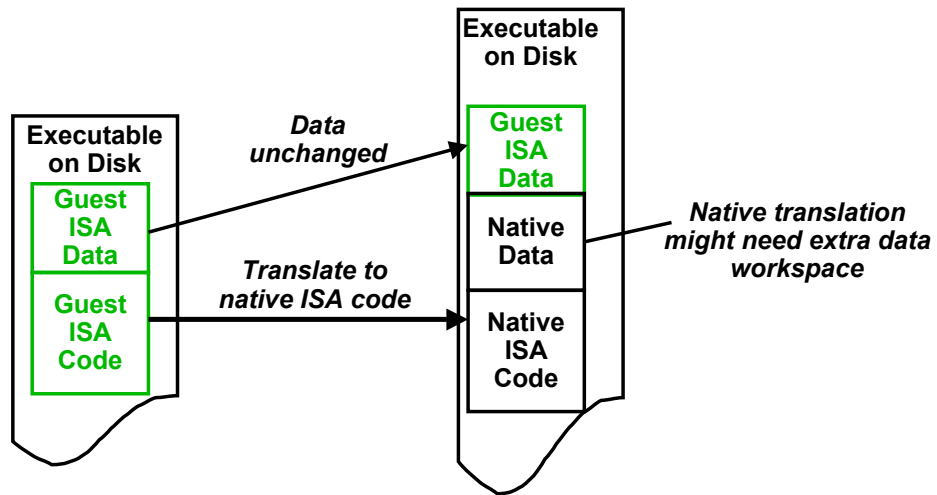 Executable
on Disk
Guest
ISA
Data
Guest
ISA
Code
Data
unchanged
Translate to
native ISA code
Executable
on Disk
Guest
ISA
Data
Native
Data
Native
ISA
Code
Native translation
might need extra data
workspace